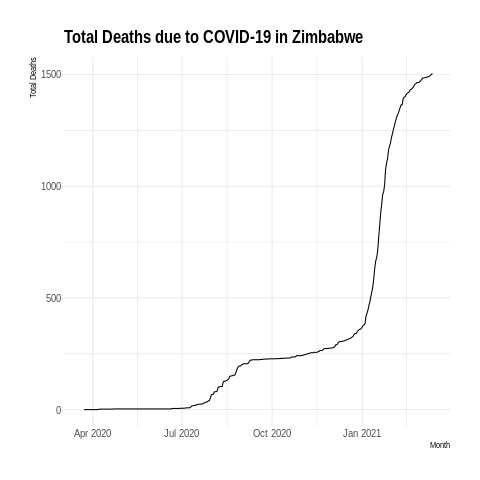 Total Deaths due to COVID-19 in Zimbabwe
Total Deaths
1500
1000
500
0
Apr 2020 Jul 2020 Oct 2020 Jan 2021
Month